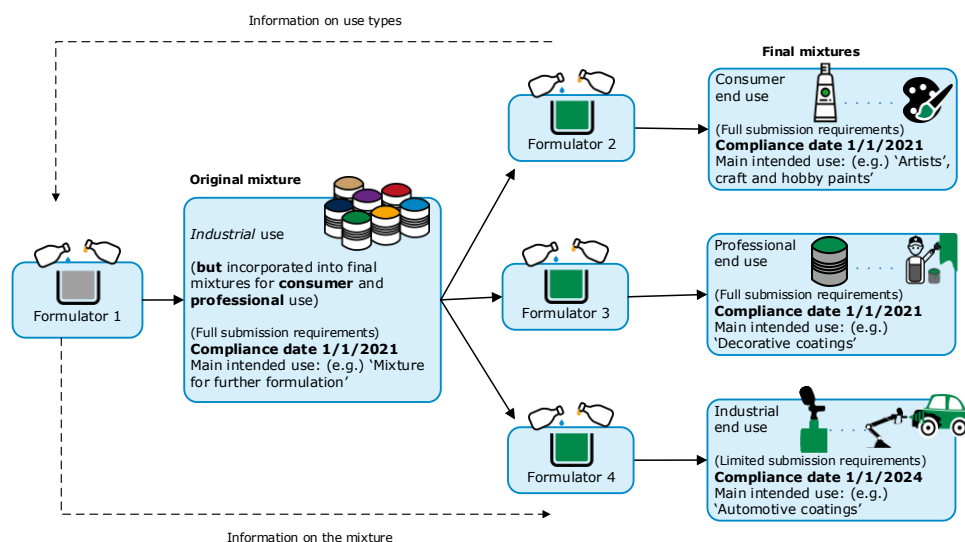 Information on use types
Final mixtures
Consumer
end use
(Full submission requirements)
Compliance date 1/1/2021
Main intended use: (e.g.) ‘Artists’,
craft and hobby paints’
Formulator 2
Original mixture
Industrial use
(but incorporated into final
mixtures for consumer and
professional use)
(Full submission requirements)
Compliance date 1/1/2021
Main intended use: (e.g.) ‘Mixture
for further formulation’
Formulator 1
Professional
end use
(Full submission requirements)
Compliance date 1/1/2021
Main intended use: (e.g.)
‘Decorative coatings’
Formulator 3
Industrial
end use
(Limited submission requirements)
Compliance date 1/1/2024
Main intended use: (e.g.)
‘Automotive coatings’
Formulator 4
Information on the mixture